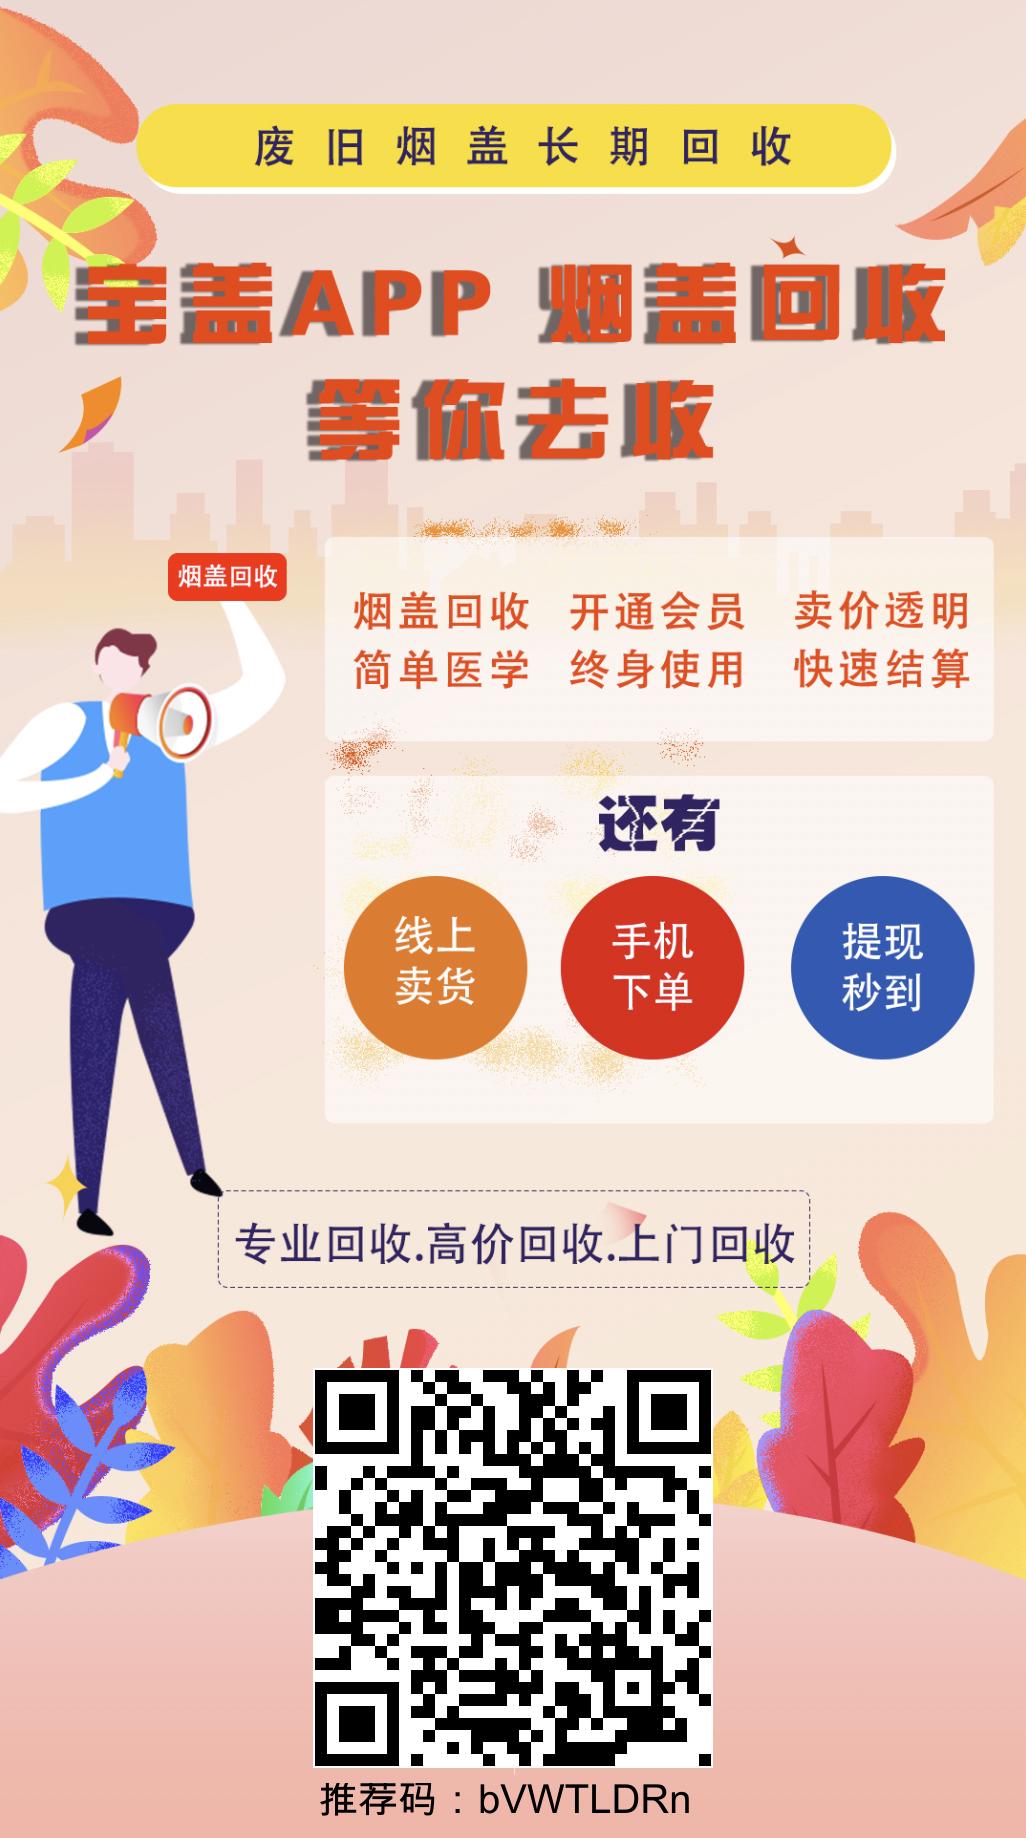 废旧烟盖长期回收
宝盖APP 烟盖回收
等你去收
烟盖回收
烟盖回收 开通会员 卖价透明
简单医学 终身使用 快速结算
还有
线上 手机 提现
卖货 下单 秒到
专业回收.高价回收.上门回收
推荐码：bVWTLDRn